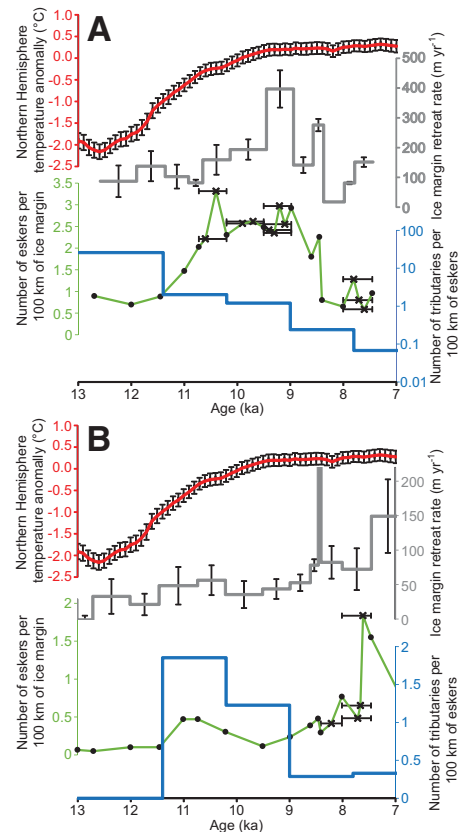 A
Northern Hemisphere
temperature anomally (°C)
1.0
0.5
0.0
-0.5
-1.0
-1.5
-2.0
-2.5
500
400
300
200
100
0
Ice margin retreat rate (m yr⁻¹)
Number of eskers per
100 km of ice margin
3.5
3
2.5
2
1.5
1
0.5
0
100
10
1
0.1
0.01
Number of tributaries per
100 km of eskers
13 12 11 10 9 8 7
Age (ka)
B
Northern Hemisphere
temperature anomally (°C)
1.0
0.5
0.0
-0.5
-1.0
-1.5
-2.0
-2.5
200
150
100
50
0
Ice margin retreat rate (m yr⁻¹)
Number of eskers per
100 km of ice margin
2
1.5
1
0.5
0
2
1.5
1
0.5
0
Number of tributaries per
100 km of eskers
13 12 11 10 9 8 7
Age (ka)